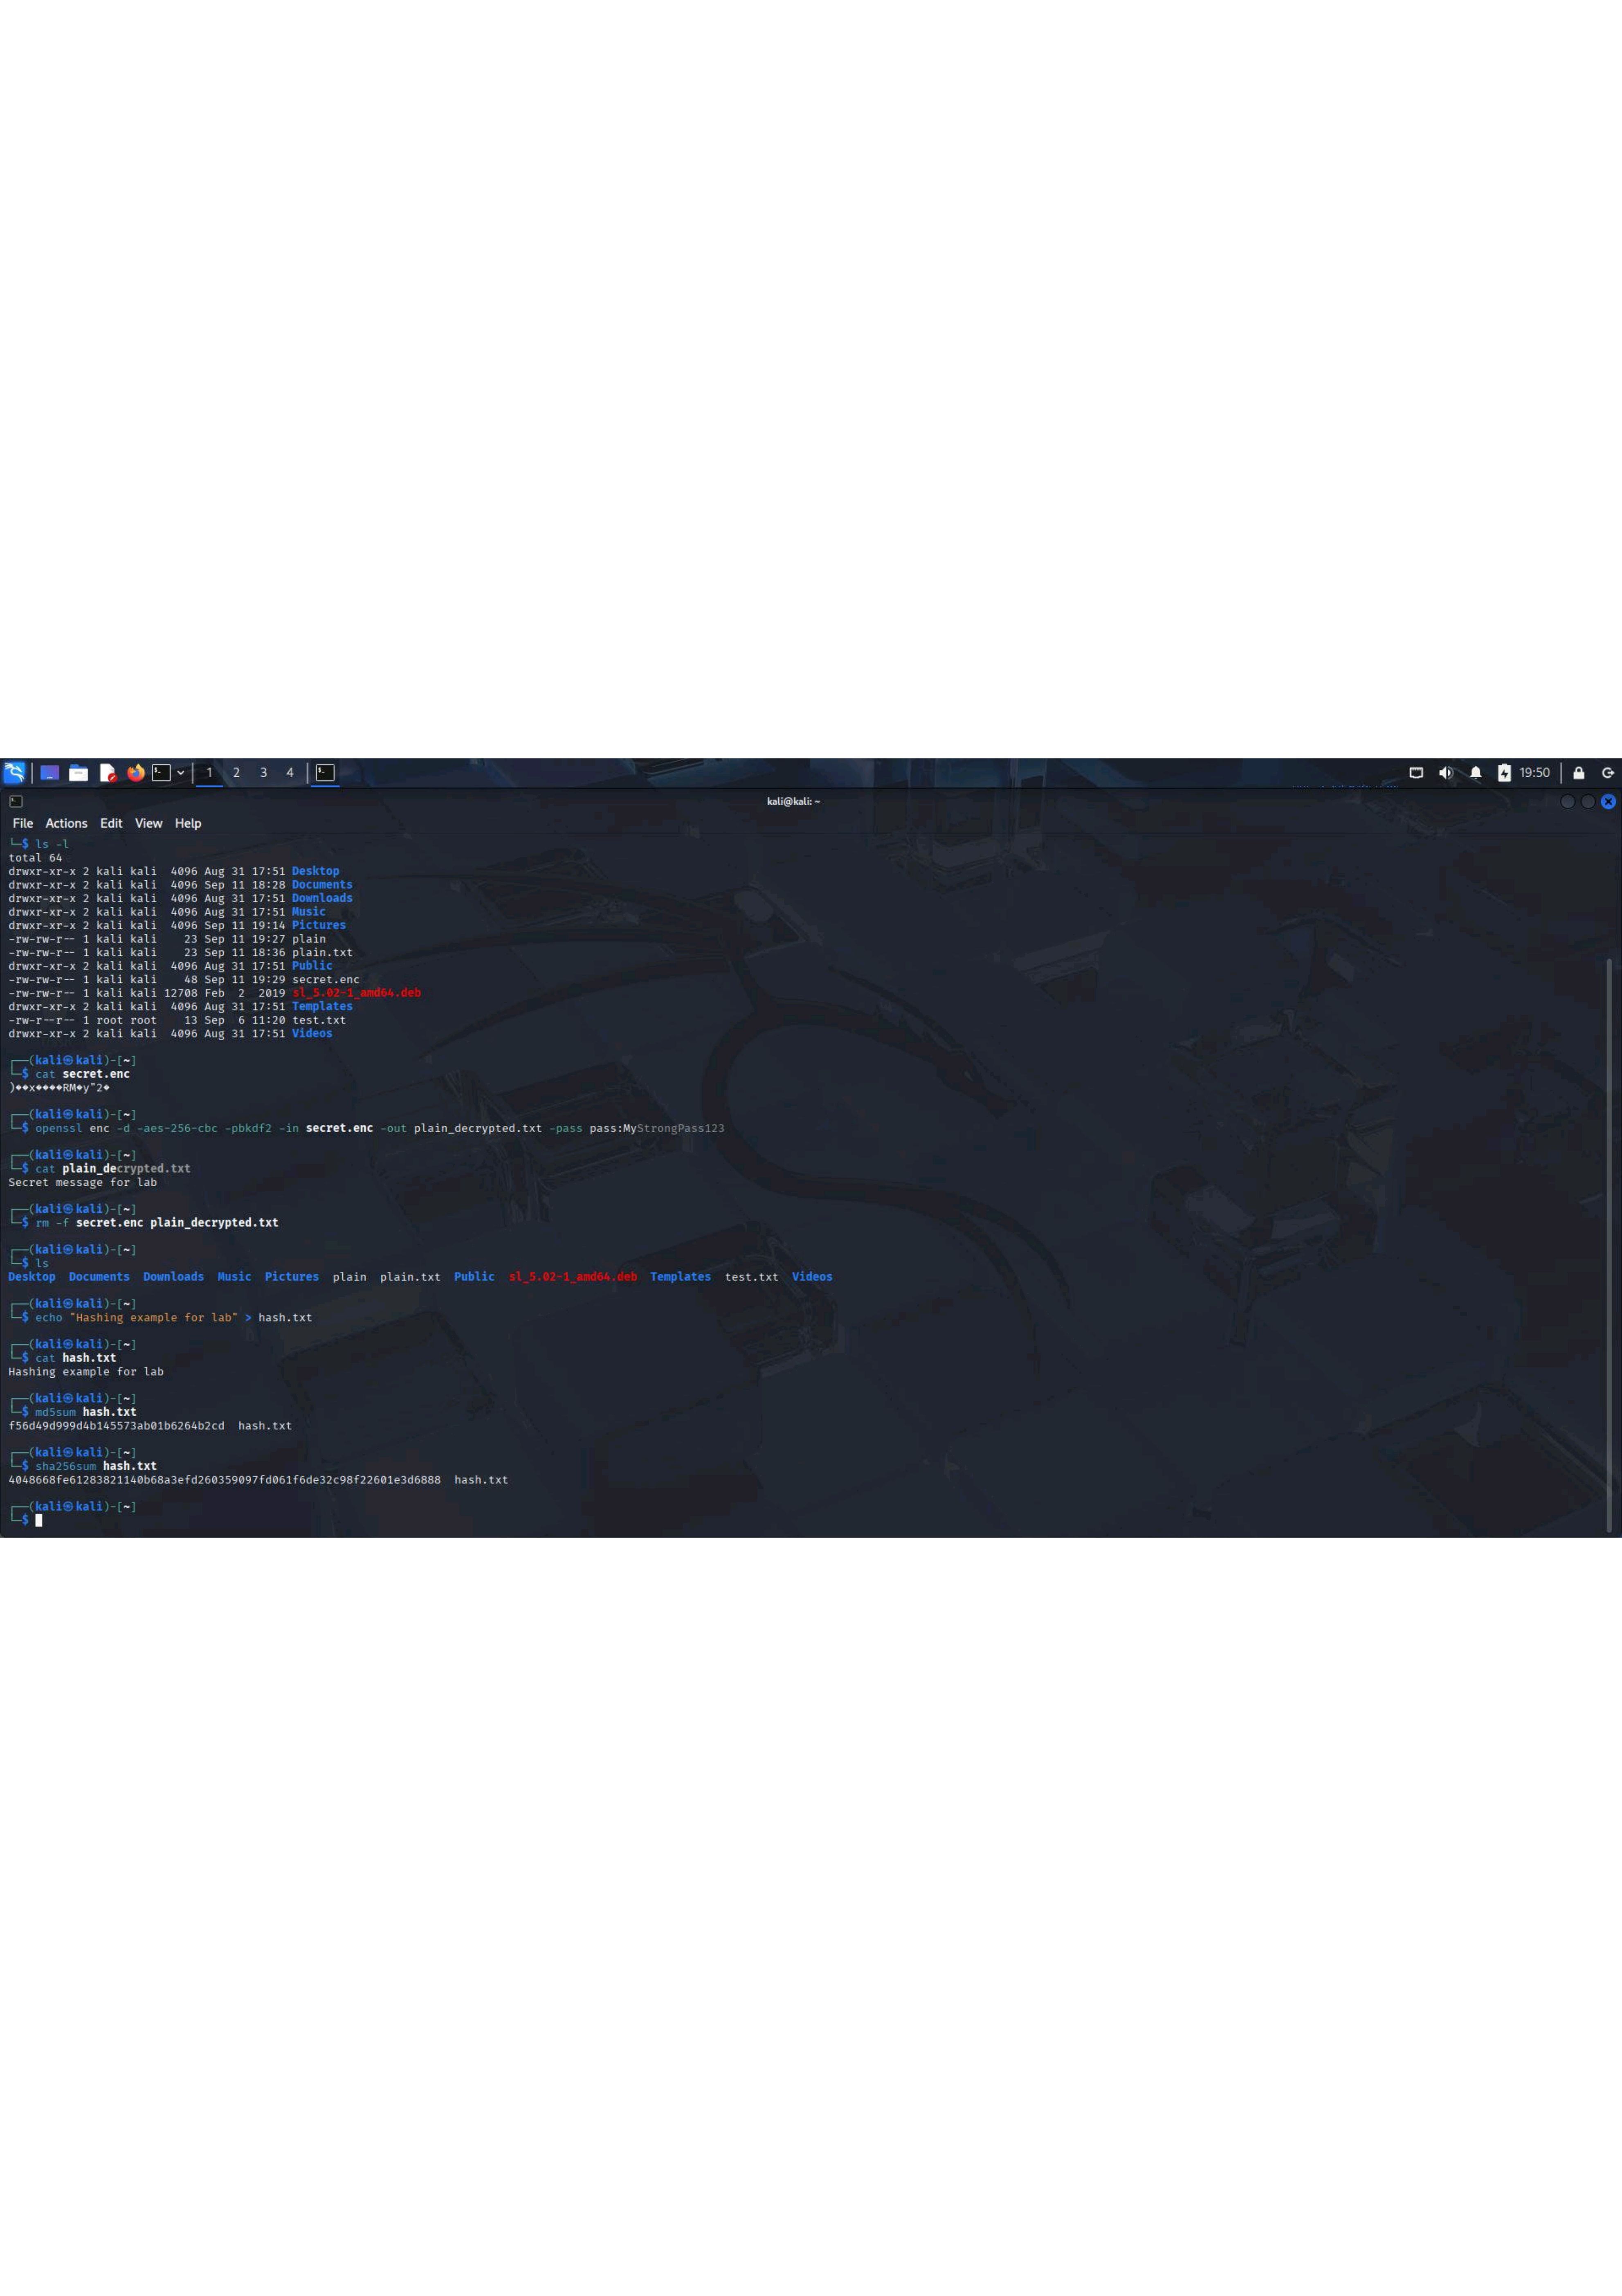 1 2 3 4 19:50
kali@kali: ~
File Actions Edit View Help
└─$ ls -l
total 64
drwxr-xr-x 2 kali kali  4096 Aug 31 17:51 Desktop
drwxr-xr-x 2 kali kali  4096 Sep 11 18:28 Documents
drwxr-xr-x 2 kali kali  4096 Aug 31 17:51 Downloads
drwxr-xr-x 2 kali kali  4096 Aug 31 17:51 Music
drwxr-xr-x 2 kali kali  4096 Sep 11 19:14 Pictures
-rw-rw-r-- 1 kali kali    23 Sep 11 19:27 plain
-rw-rw-r-- 1 kali kali    23 Sep 11 18:36 plain.txt
drwxr-xr-x 2 kali kali  4096 Aug 31 17:51 Public
-rw-rw-r-- 1 kali kali    48 Sep 11 19:29 secret.enc
-rw-rw-r-- 1 kali kali 12708 Feb  2  2019 sl_5.02-1_amd64.deb
drwxr-xr-x 2 kali kali  4096 Aug 31 17:51 Templates
-rw-r--r-- 1 root root    13 Sep  6 11:20 test.txt
drwxr-xr-x 2 kali kali  4096 Aug 31 17:51 Videos
┌──(kali㉿kali)-[~]
└─$ cat secret.enc
)��x����RM�y"2�
┌──(kali㉿kali)-[~]
└─$ openssl enc -d -aes-256-cbc -pbkdf2 -in secret.enc -out plain_decrypted.txt -pass pass:MyStrongPass123
┌──(kali㉿kali)-[~]
└─$ cat plain_decrypted.txt
Secret message for lab
┌──(kali㉿kali)-[~]
└─$ rm -f secret.enc plain_decrypted.txt
┌──(kali㉿kali)-[~]
└─$ ls
Desktop  Documents  Downloads  Music  Pictures  plain  plain.txt  Public  sl_5.02-1_amd64.deb  Templates  test.txt  Videos
┌──(kali㉿kali)-[~]
└─$ echo "Hashing example for lab" > hash.txt
┌──(kali㉿kali)-[~]
└─$ cat hash.txt
Hashing example for lab
┌──(kali㉿kali)-[~]
└─$ md5sum hash.txt
f56d49d999d4b145573ab01b6264b2cd  hash.txt
┌──(kali㉿kali)-[~]
└─$ sha256sum hash.txt
4048668fe61283821140b68a3efd260359097fd061f6de32c98f22601e3d6888  hash.txt
┌──(kali㉿kali)-[~]
└─$